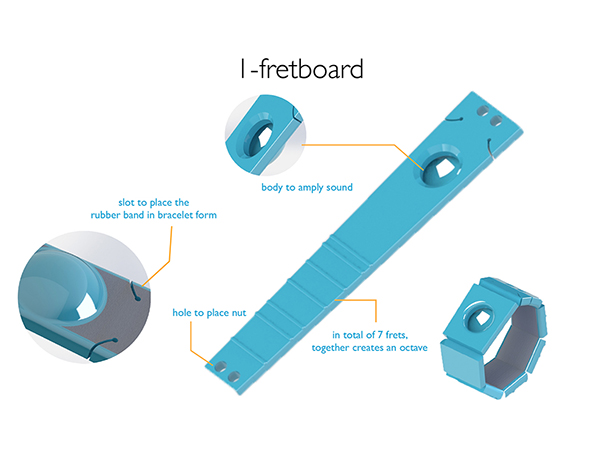 1-fretboard
body to amply sound
slot to place the
rubber band in bracelet form
hole to place nut
in total of 7 frets,
together creates an octave